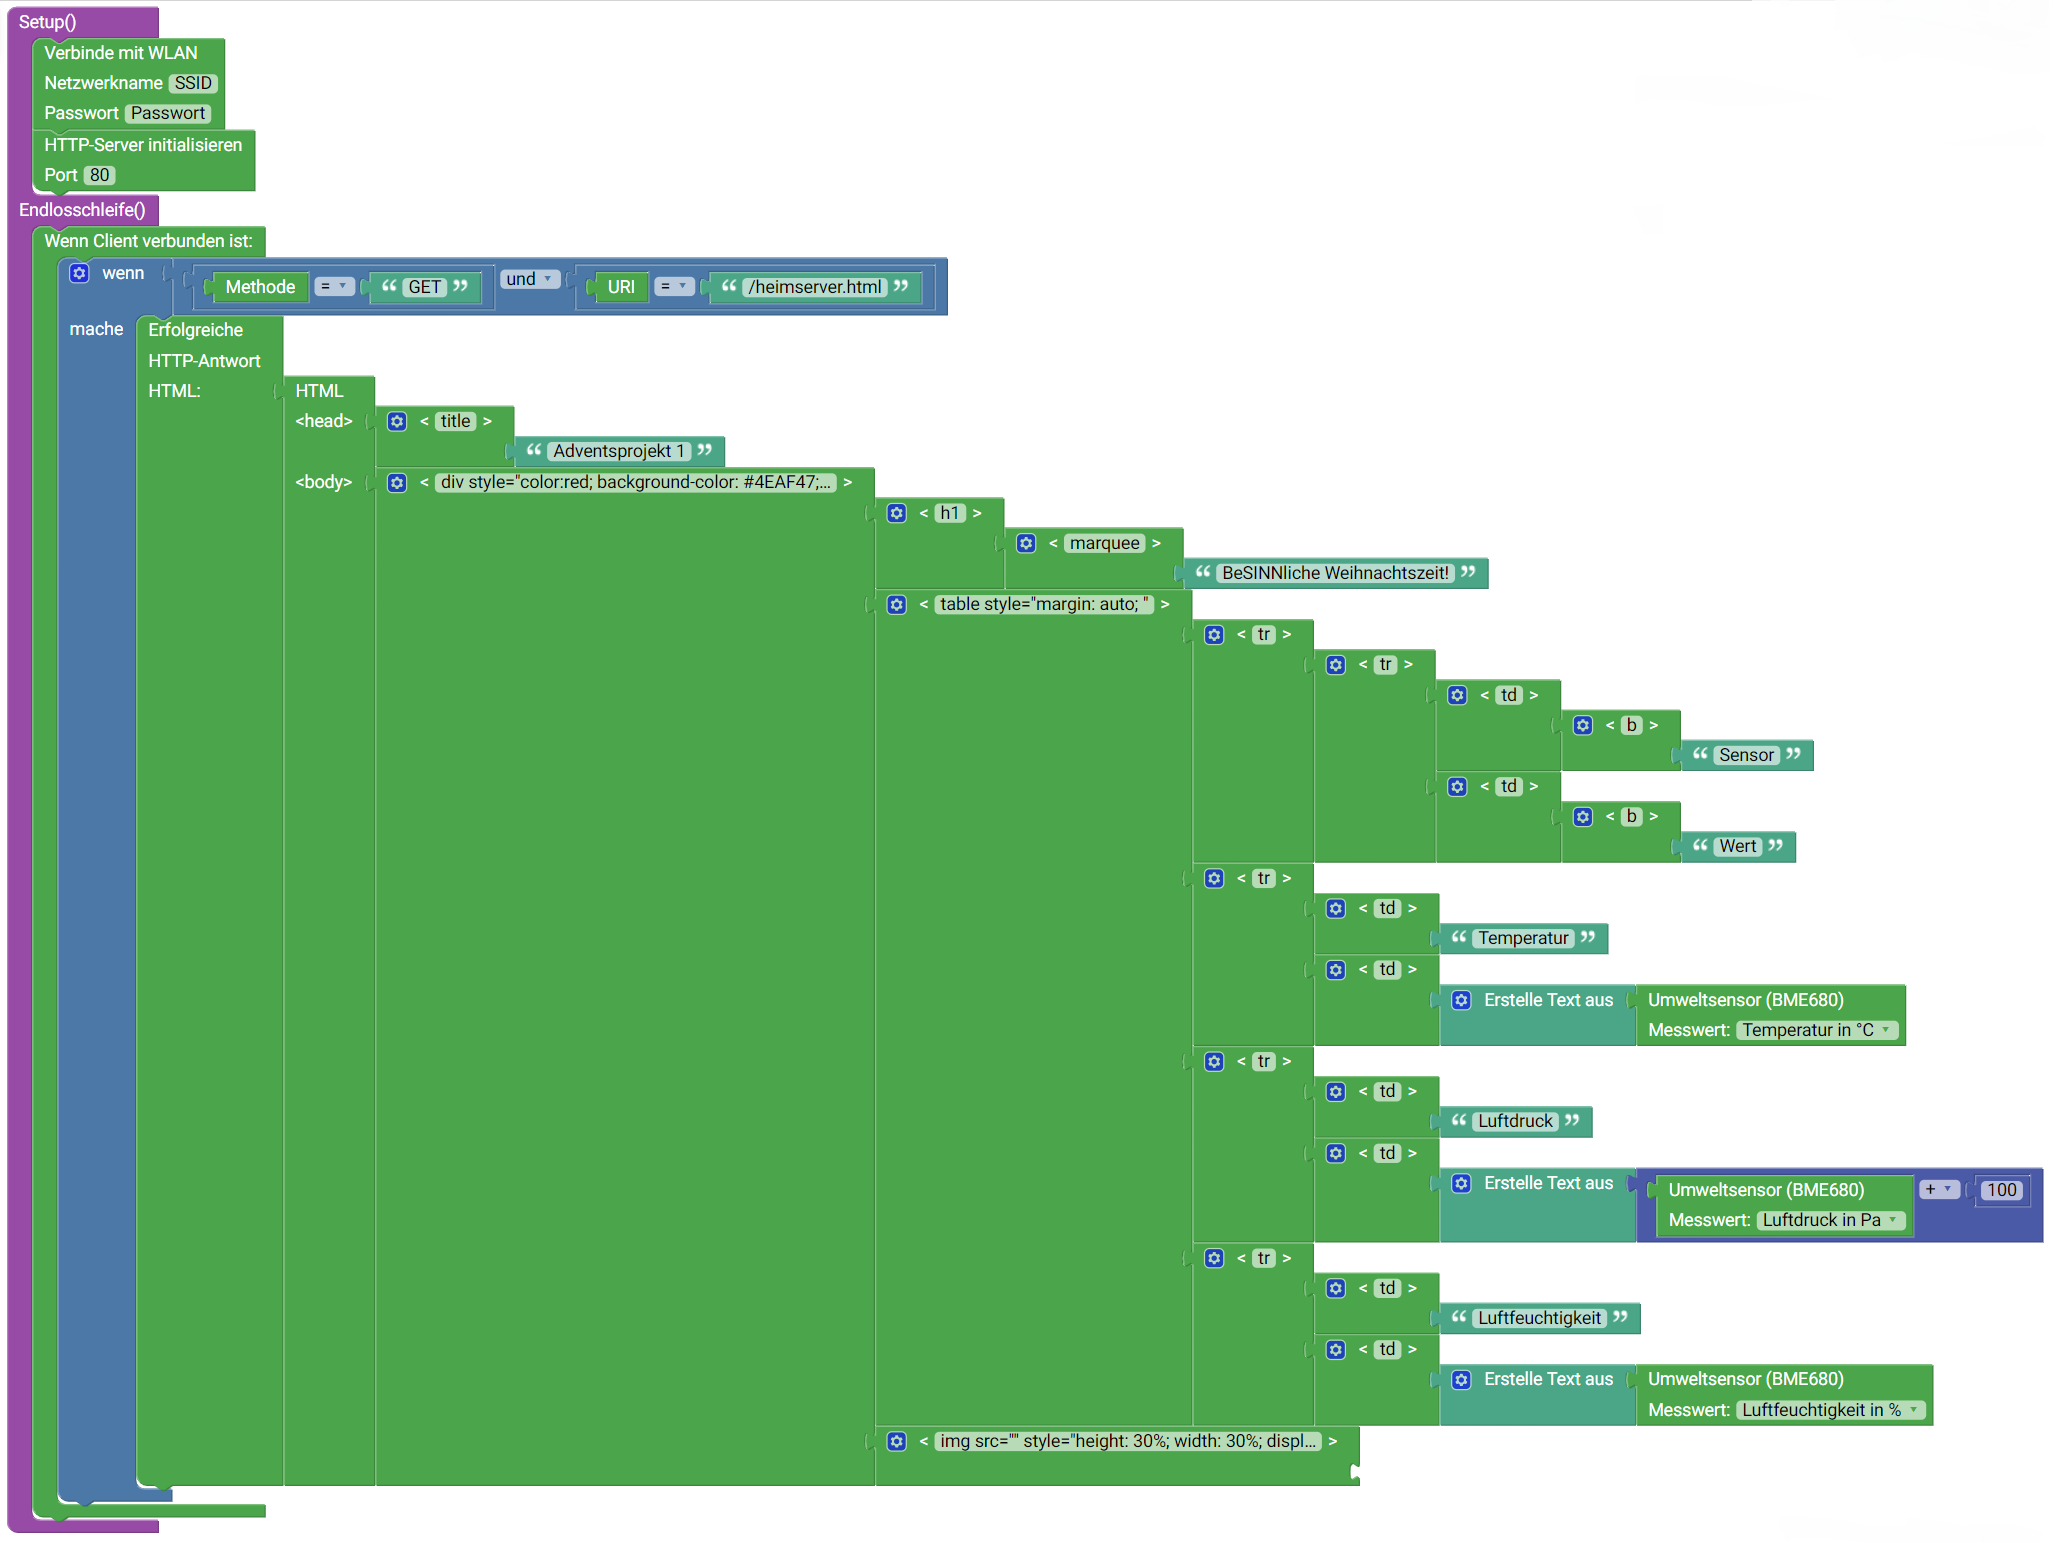 Setup()
Verbinde mit WLAN
Netzwerkname SSID
Passwort Passwort
HTTP-Server initialisieren
Port 80
Endlosschleife()
Wenn Client verbunden ist:
wenn Methode = “ GET ” und URI = “ /heimserver.html ”
mache Erfolgreiche
HTTP-Antwort
HTML: HTML
<head> < title >
“ Adventsprojekt 1 ”
<body> < div style="color:red; background-color: #4EAF47;... >
< h1 >
< marquee >
“ BeSINNliche Weihnachtszeit! ”
< table style="margin: auto; " >
< tr >
< tr >
< td >
< b >
“ Sensor ”
< td >
< b >
“ Wert ”
< tr >
< td >
“ Temperatur ”
< td >
Erstelle Text aus Umweltsensor (BME680)
Messwert: Temperatur in °C
< tr >
< td >
“ Luftdruck ”
< td >
Erstelle Text aus Umweltsensor (BME680) + 100
Messwert: Luftdruck in Pa
< tr >
< td >
“ Luftfeuchtigkeit ”
< td >
Erstelle Text aus Umweltsensor (BME680)
Messwert: Luftfeuchtigkeit in %
< img src="" style="height: 30%; width: 30%; displ... >